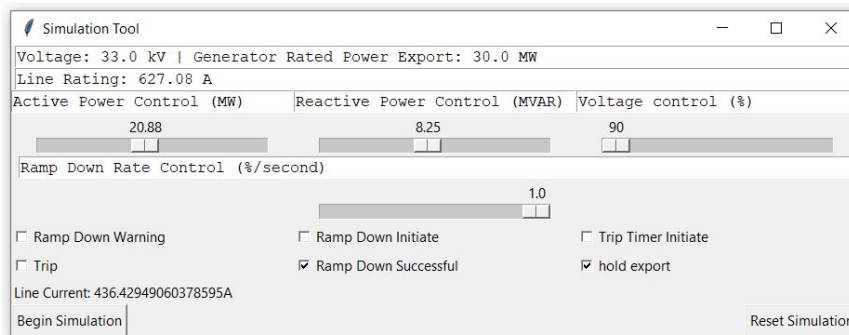 Simulation Tool
Voltage: 33.0 kV | Generator Rated Power Export: 30.0 MW
Line Rating: 627.08 A
Active Power Control (MW) Reactive Power Control (MVAR) Voltage control (%)
20.88 8.25 90
Ramp Down Rate Control (%/second)
1.0
Ramp Down Warning Ramp Down Initiate Trip Timer Initiate
Trip Ramp Down Successful hold export
Line Current: 436.42949060378595A
Begin Simulation Reset Simulation